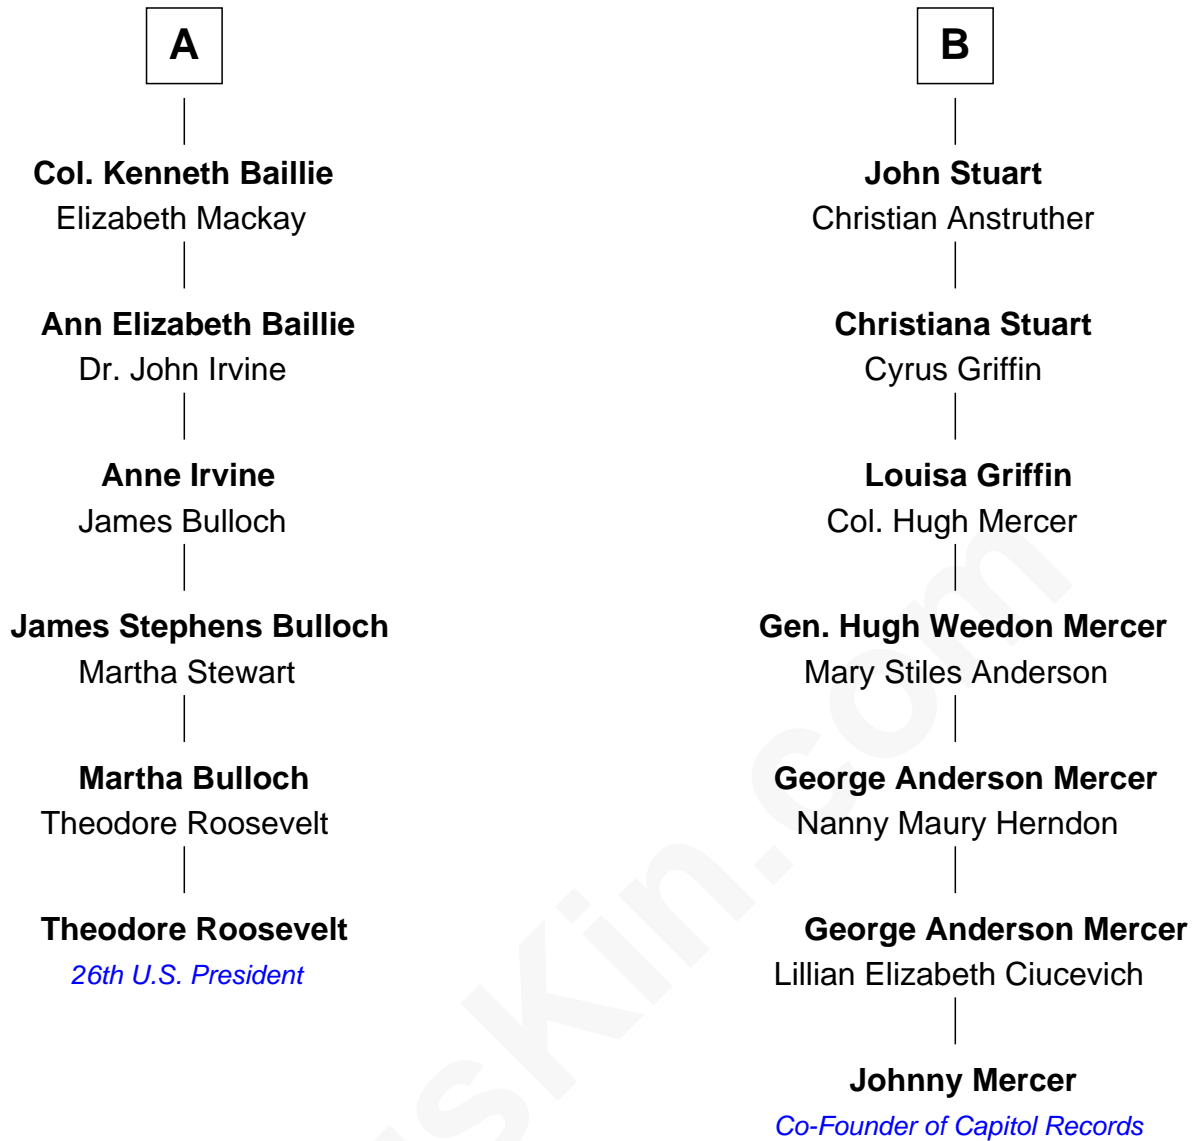 A
Col. Kenneth Baillie
Elizabeth Mackay
Ann Elizabeth Baillie
Dr. John Irvine
Anne Irvine
James Bulloch
James Stephens Bulloch
Martha Stewart
Martha Bulloch
Theodore Roosevelt
Theodore Roosevelt
26th U.S. President
B
John Stuart
Christian Anstruther
Christiana Stuart
Cyrus Griffin
Louisa Griffin
Col. Hugh Mercer
Gen. Hugh Weedon Mercer
Mary Stiles Anderson
George Anderson Mercer
Nanny Maury Herndon
George Anderson Mercer
Lillian Elizabeth Ciucevich
Johnny Mercer
Co-Founder of Capitol Records